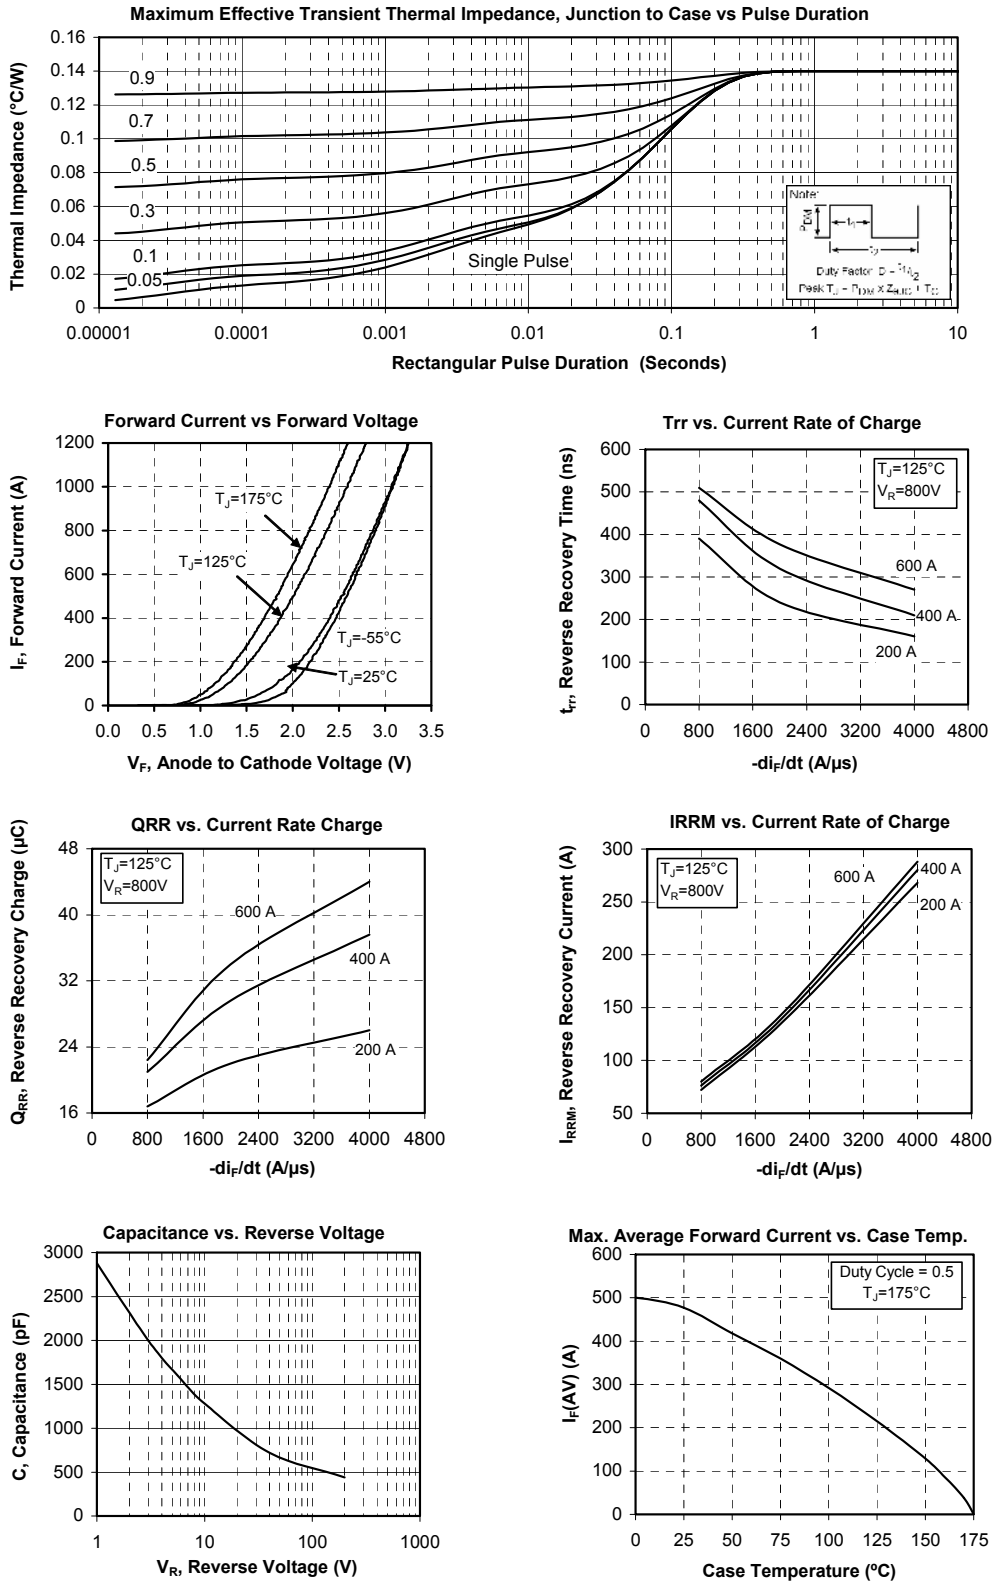 Maximum Effective Transient Thermal Impedance, Junction to Case vs Pulse Duration
Thermal Impedance (°C/W)
0.16
0.14
0.12
0.1
0.08
0.06
0.04
0.02
0
0.9
0.7
0.5
0.3
0.1
0.05
Single Pulse
Note:
PDM
t1
t2
Duty Factor D = t1/t2
Peak TJ = PDM x ZθJC + TC
0.00001 0.0001 0.001 0.01 0.1 1 10
Rectangular Pulse Duration (Seconds)
Forward Current vs Forward Voltage
IF, Forward Current (A)
1200
1000
800
600
400
200
0
TJ=175°C
TJ=125°C
TJ=-55°C
TJ=25°C
0.0 0.5 1.0 1.5 2.0 2.5 3.0 3.5
VF, Anode to Cathode Voltage (V)
Trr vs. Current Rate of Charge
trr, Reverse Recovery Time (ns)
600
500
400
300
200
100
0
TJ=125°C
VR=800V
600 A
400 A
200 A
0 800 1600 2400 3200 4000 4800
-diF/dt (A/µs)
QRR vs. Current Rate Charge
QRR, Reverse Recovery Charge (µC)
48
40
32
24
16
TJ=125°C
VR=800V
600 A
400 A
200 A
0 800 1600 2400 3200 4000 4800
-diF/dt (A/µs)
IRRM vs. Current Rate of Charge
IRRM, Reverse Recovery Current (A)
300
250
200
150
100
50
TJ=125°C
VR=800V
600 A
400 A
200 A
0 800 1600 2400 3200 4000 4800
-diF/dt (A/µs)
Capacitance vs. Reverse Voltage
C, Capacitance (pF)
3000
2500
2000
1500
1000
500
0
1 10 100 1000
VR, Reverse Voltage (V)
Max. Average Forward Current vs. Case Temp.
IF(AV) (A)
600
500
400
300
200
100
0
Duty Cycle = 0.5
TJ=175°C
0 25 50 75 100 125 150 175
Case Temperature (ºC)